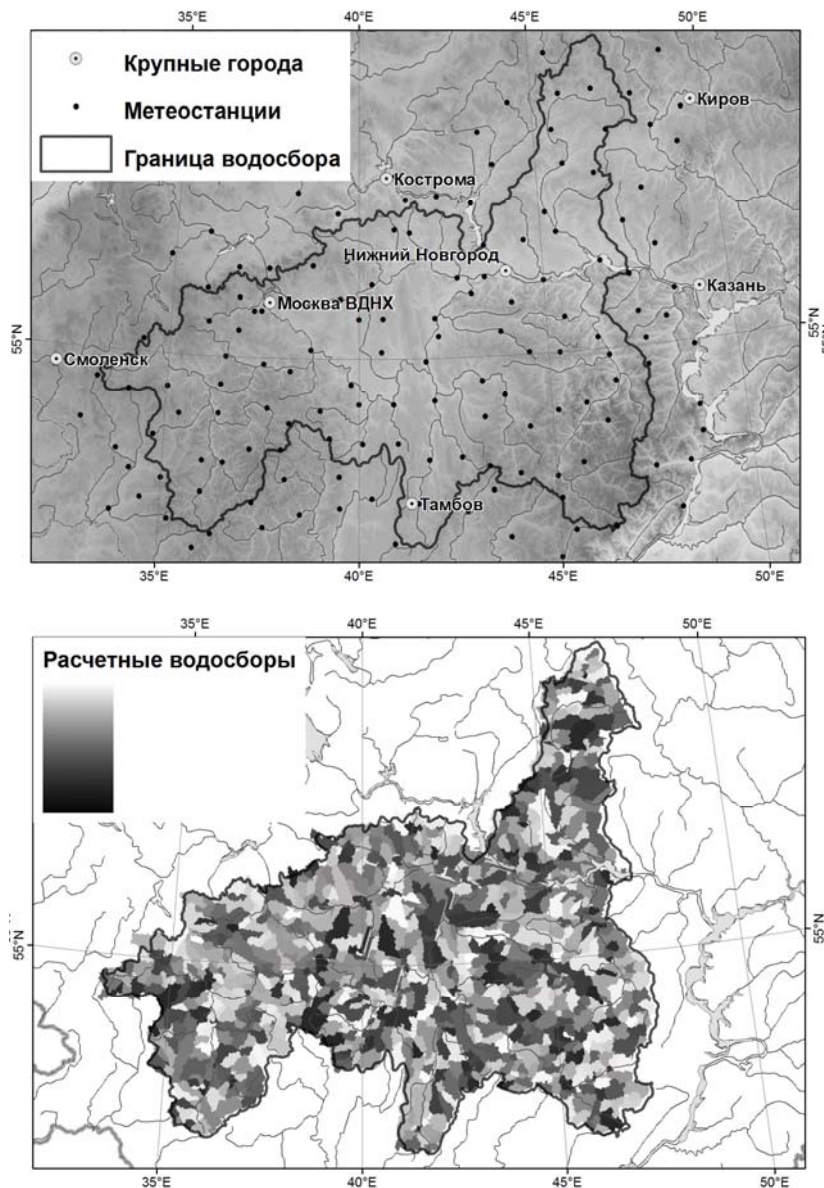 35°E 40°E 45°E 50°E
Крупные города
Метеостанции
Граница водосбора
Киров
Кострома
Нижний Новгород
Казань
Москва ВДНХ
55°N 55°N
Смоленск
Тамбов
35°E 40°E 45°E 50°E
35°E 40°E 45°E 50°E
Расчетные водосборы
55°N 55°N
35°E 40°E 45°E 50°E